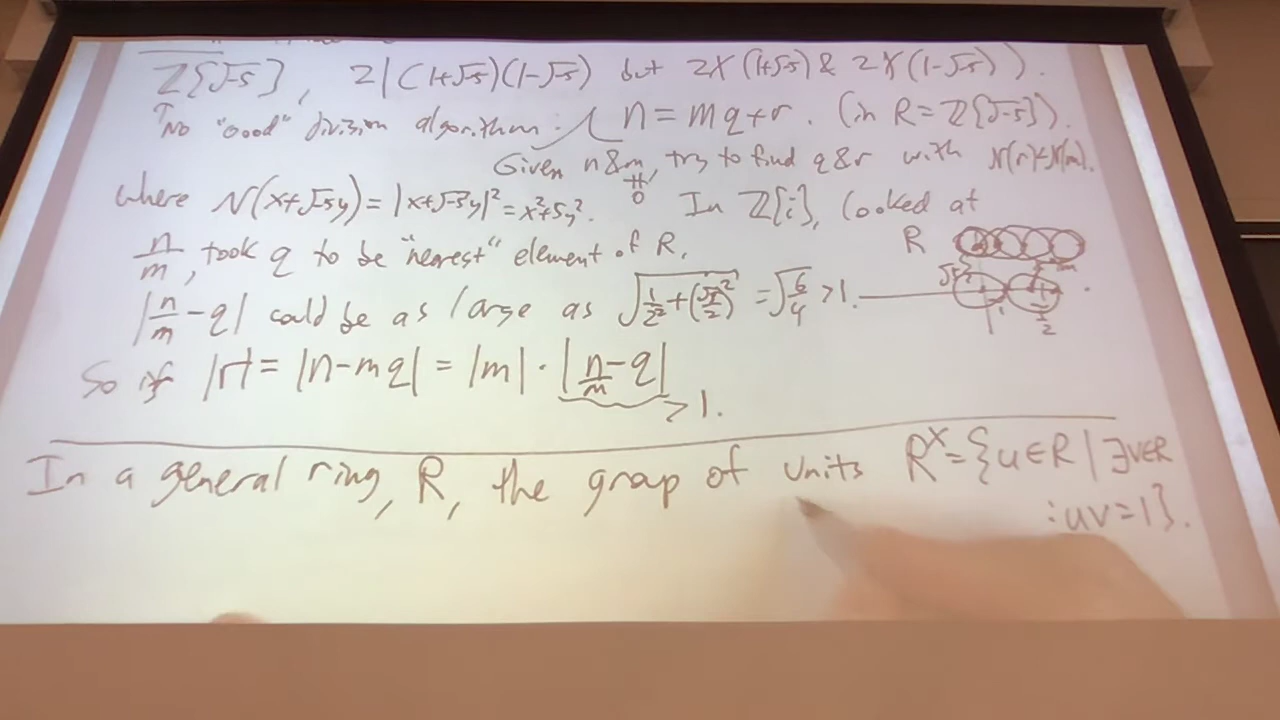 Z[√-5], 2|(1+√-5)(1-√-5) but 2∤(1+√-5) & 2∤(1-√-5)).
↑ No "good" division algorithm: n = mq+r. (in R = Z[√-5]).
Given n & m, try to find q & r with N(r)<N(m).
≠ 0
where N(x+√-5y) = |x+√-5y|² = x²+5y². In Z[i], looked at
n/m, took q to be "nearest" element of R. R
|n/m - q| could be as large as √(1/2² + (√5/2)²) = √(6/4) > 1.
So if |r| = |n-mq| = |m| · |n/m - q|
> 1.
In a general ring, R, the group of units R^× = {u∈R | ∃v∈R
: uv = 1}.